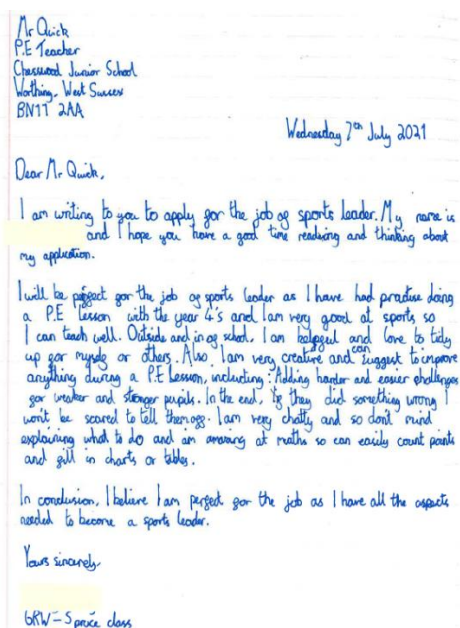 Mr Quick
P.E Teacher
Chesswood Junior School
Worthing, West Sussex
BN11 2AA
Wednesday 7th July 2021
Dear Mr Quick,
I am writing to you to apply for the job of sports leader. My name is
and I hope you have a good time reading and thinking about
my application.
I will be perfect for the job of sports leader as I have had practise doing
a P.E lesson with the year 4's and I am very good at sports so
I can teach well. Outside and in of school, I am helpful and love to tidy
up for myself or others. Also I am very creative and so can suggest to improve
anything during a P.E lesson, including: Adding harder and easier challenges
for weaker and stronger pupils. In the end, if they did something wrong I
wont be scared to tell them off. I am very chatty and so don't mind
explaining what to do and am amazing at maths so can easily count points
and fill in charts or tables.
In conclusion, I believe I am perfect for the job as I have all the aspects
needed to become a sports leader.
Yours sincerely,
6RW - Spruce class